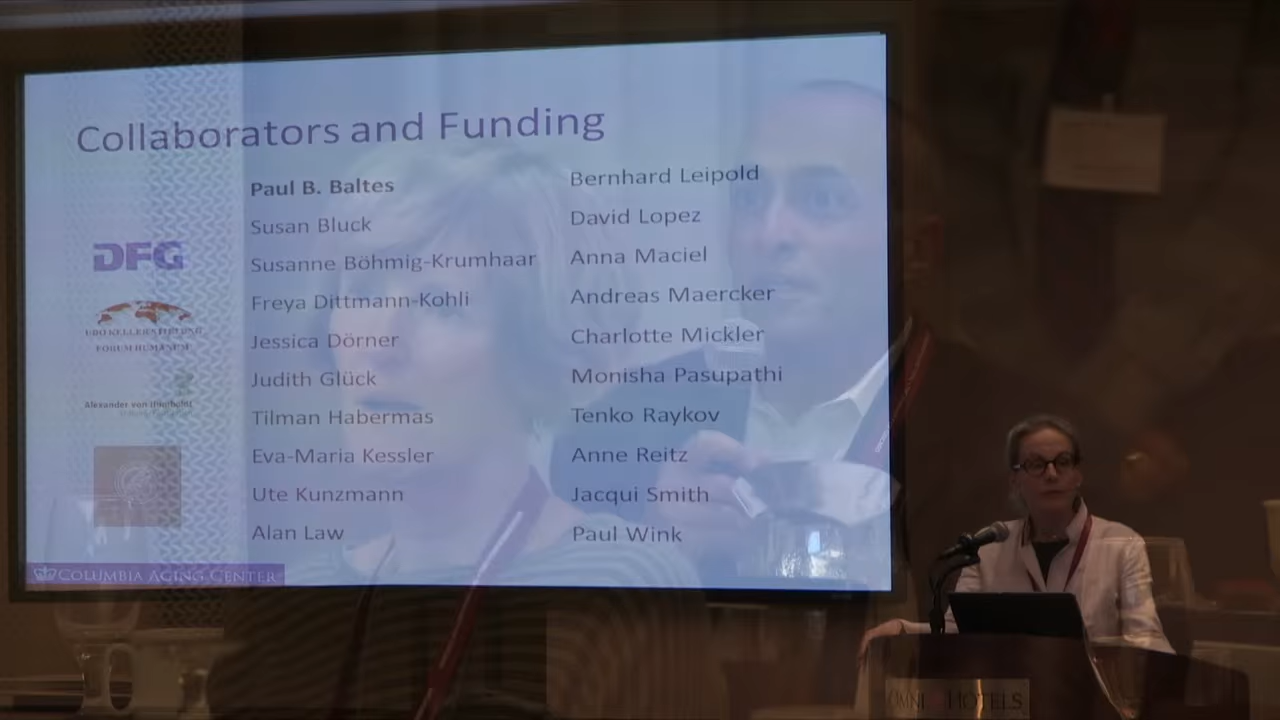 Collaborators and Funding
Paul B. Baltes
Susan Bluck
Susanne Böhmig-Krumhaar
Freya Dittmann-Kohli
Jessica Dörner
Judith Glück
Tilman Habermas
Eva-Maria Kessler
Ute Kunzmann
Alan Law
Bernhard Leipold
David Lopez
Anna Maciel
Andreas Maercker
Charlotte Mickler
Monisha Pasupathi
Tenko Raykov
Anne Reitz
Jacqui Smith
Paul Wink
DFG
FORUM HUMANUM
Alexander von Humboldt
COLUMBIA AGING CENTER
OMNI HOTELS